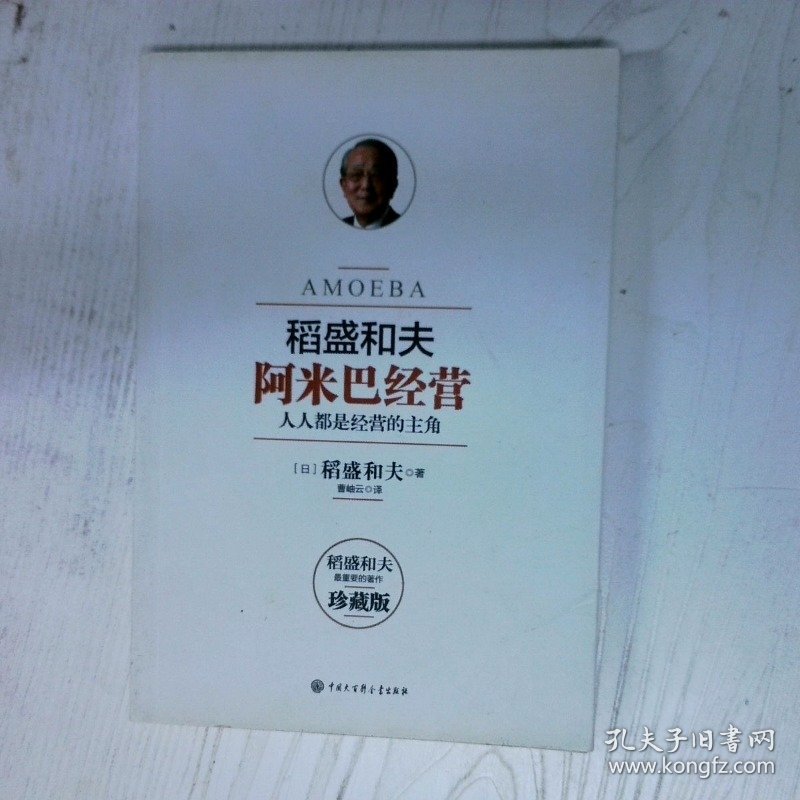 AMOEBA
稻盛和夫
阿米巴经营
人人都是经营的主角
[日]稻盛和夫◎著
曹岫云◎译
稻盛和夫
最重要的著作
珍藏版
中国大百科全书出版社
孔夫子旧书网
www.kongfz.com